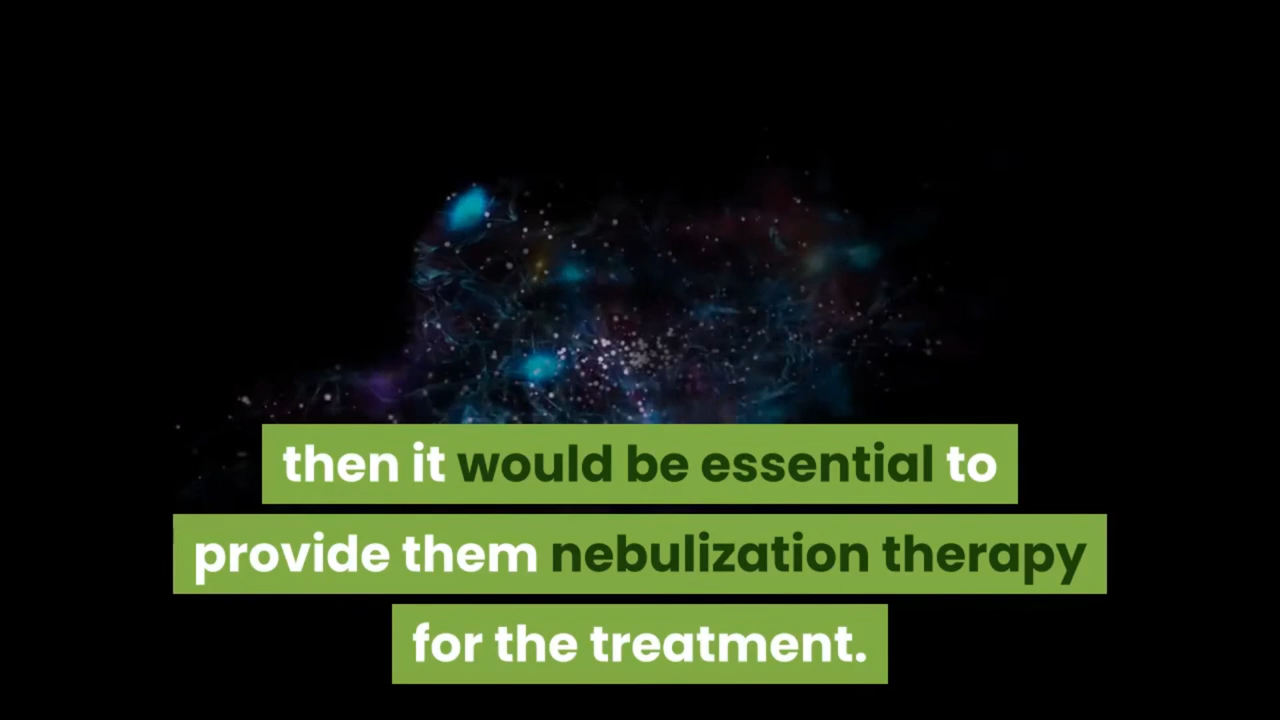 then it would be essential to
provide them nebulization therapy
for the treatment.